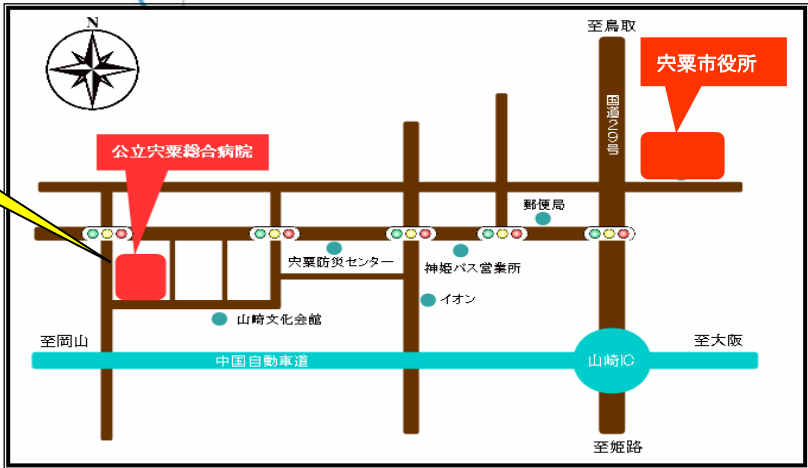 N
至鳥取
宍粟市役所
国道29号
公立宍粟総合病院
郵便局
宍粟防災センター
神姫バス営業所
イオン
山崎文化会館
至岡山
中国自動車道
山崎IC
至大阪
至姫路